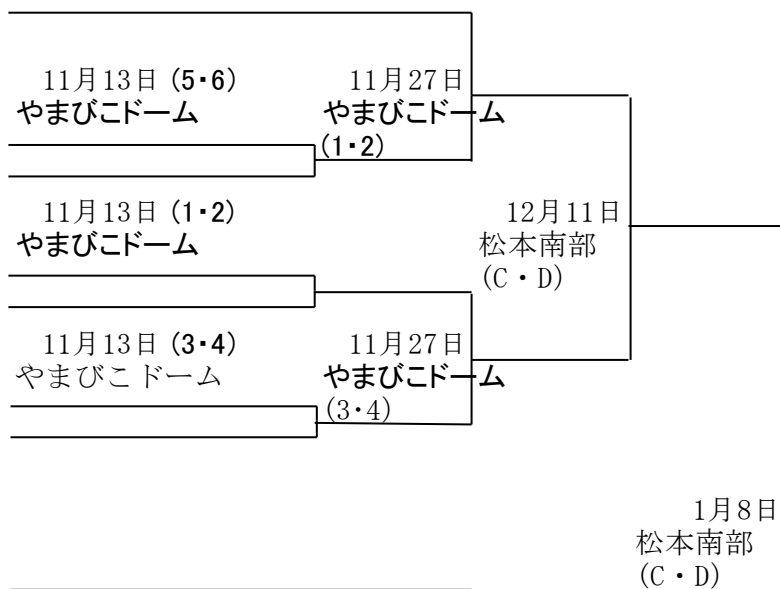 11月13日 (5・6)
やまびこドーム
11月27日
やまびこドーム
(1・2)
11月13日 (1・2)
やまびこドーム
12月11日
松本南部
(C・D)
11月13日 (3・4)
やまびこドーム
11月27日
やまびこドーム
(3・4)
1月8日
松本南部
(C・D)